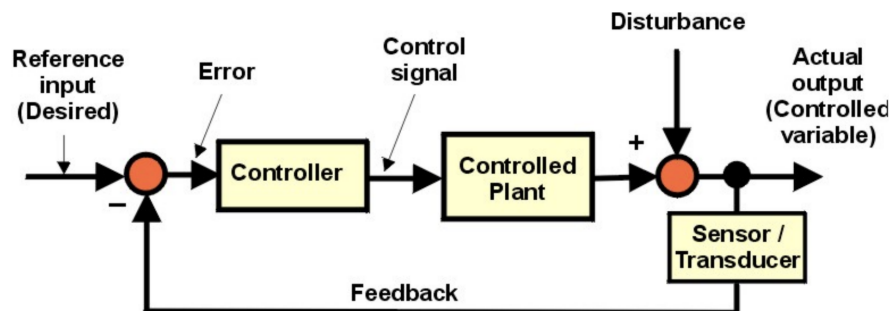 Disturbance
Reference
input
(Desired)
Error
Control
signal
Actual
output
(Controlled
variable)
+
Controller
Controlled
Plant
−
Sensor /
Transducer
Feedback